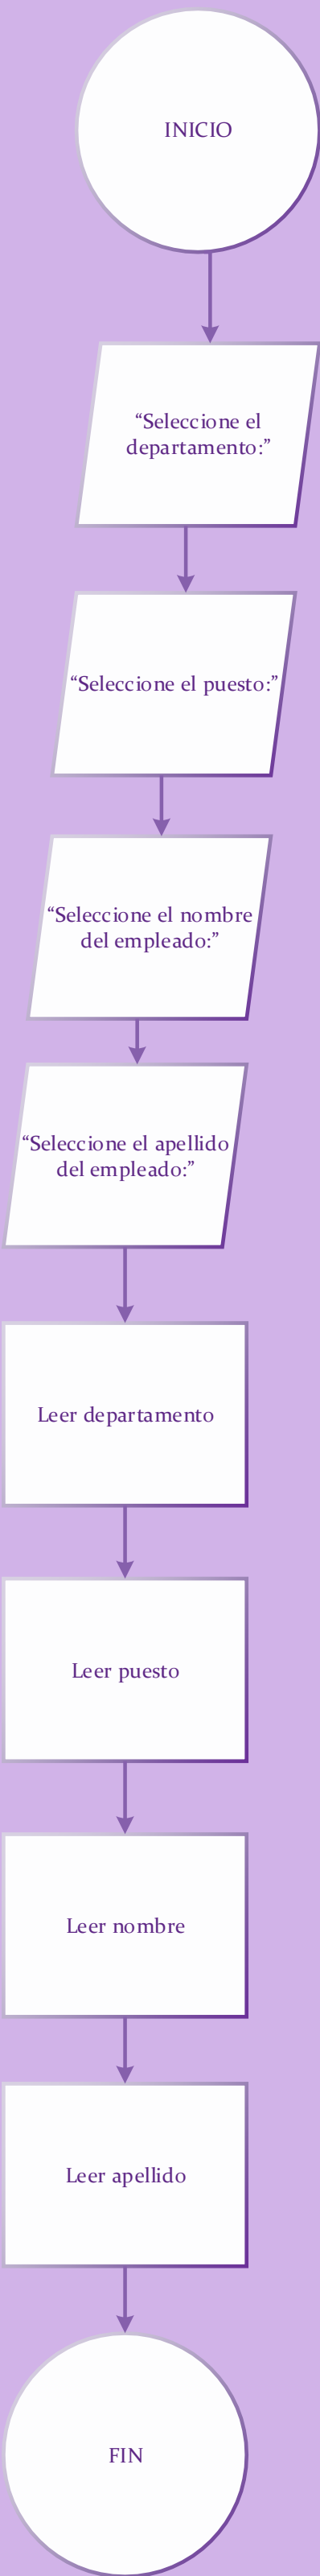 INICIO
“Seleccione el
departamento:”
“Seleccione el puesto:”
“Seleccione el nombre
del empleado:”
“Seleccione el apellido
del empleado:”
Leer departamento
Leer puesto
Leer nombre
Leer apellido
FIN